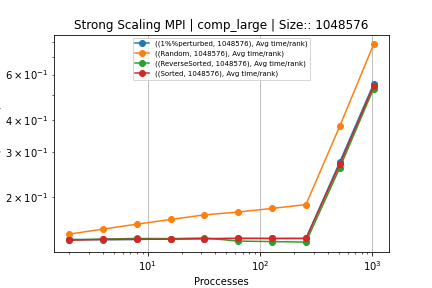 Strong Scaling MPI | comp_large | Size:: 1048576
((1%%perturbed, 1048576), Avg time/rank)
((Random, 1048576), Avg time/rank)
((ReverseSorted, 1048576), Avg time/rank)
((Sorted, 1048576), Avg time/rank)
6 × 10⁻¹
4 × 10⁻¹
3 × 10⁻¹
2 × 10⁻¹
10¹ 10² 10³
Proccesses